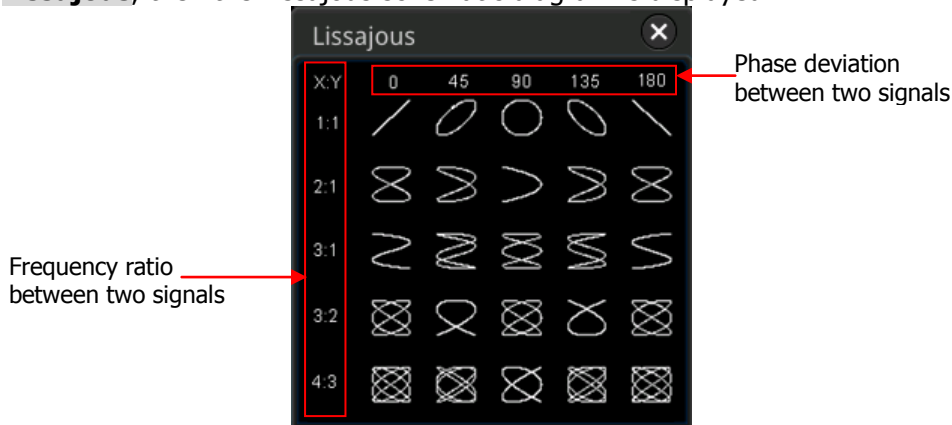 Lissajous
Phase deviation
between two signals
X:Y 0 45 90 135 180
1:1
2:1
3:1
Frequency ratio
between two signals
3:2
4:3